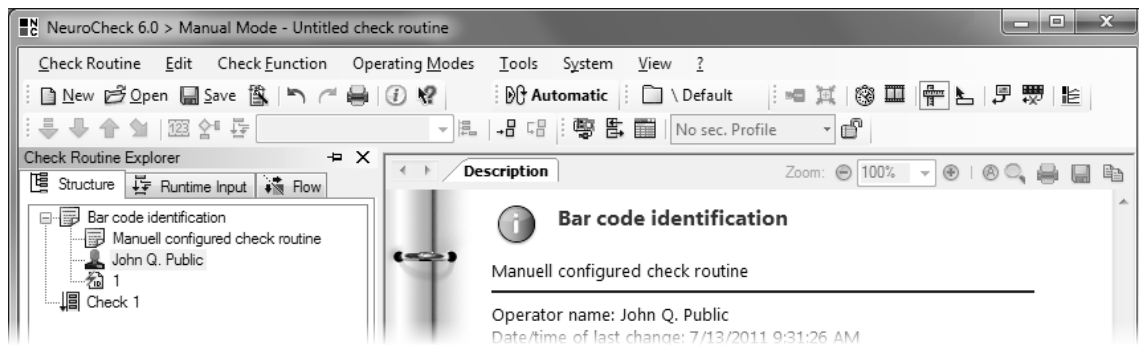 NeuroCheck 6.0 > Manual Mode - Untitled check routine
Check Routine Edit Check Function Operating Modes Tools System View ?
New Open Save Automatic \ Default
123 No sec. Profile
Check Routine Explorer
Structure Runtime Input Flow
Description Zoom: 100%
Bar code identification
Manuell configured check routine
John Q. Public
1
Check 1
Bar code identification
Manuell configured check routine
Operator name: John Q. Public
Date/time of last change: 7/13/2011 9:31:26 AM